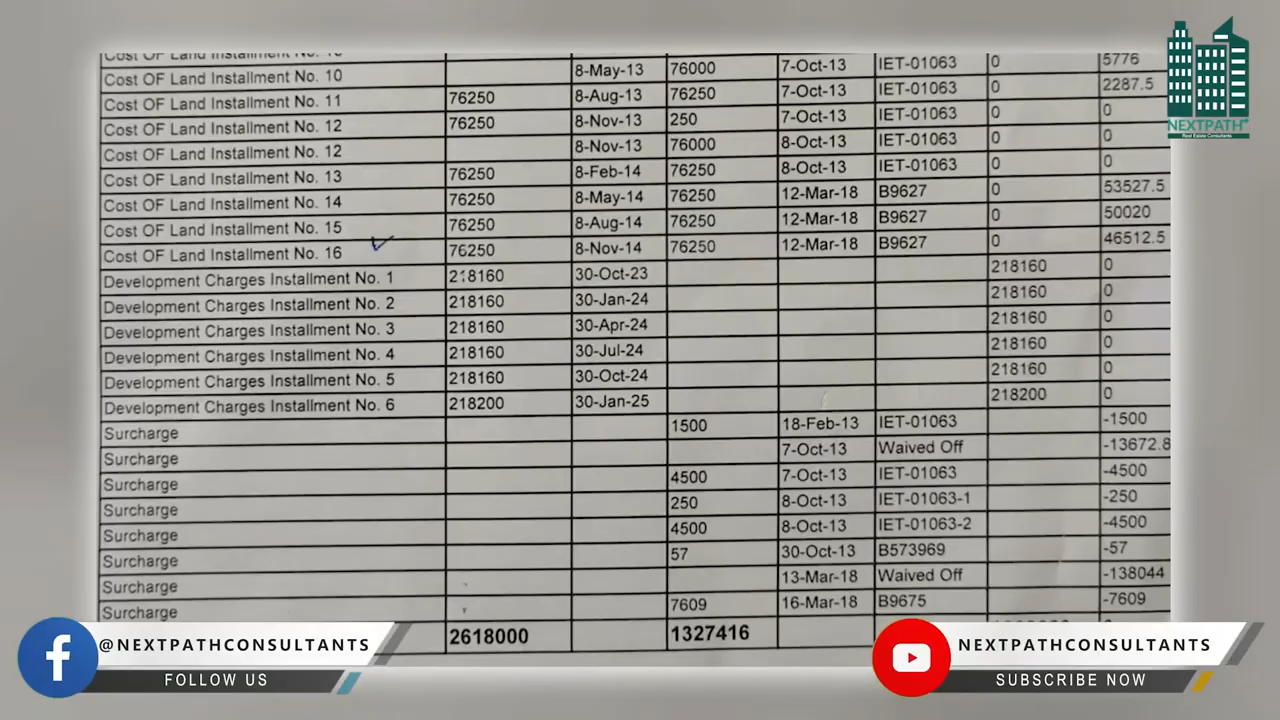 Cost OF Land Installment No. 10 8-May-13 76000 7-Oct-13 IET-01063 0 5776
Cost OF Land Installment No. 11 76250 8-Aug-13 76250 7-Oct-13 IET-01063 0 2287.5
Cost OF Land Installment No. 12 76250 8-Nov-13 250 7-Oct-13 IET-01063 0 0
Cost OF Land Installment No. 12 8-Nov-13 76000 8-Oct-13 IET-01063 0 0
Cost OF Land Installment No. 13 76250 8-Feb-14 76250 8-Oct-13 IET-01063 0 0
Cost OF Land Installment No. 14 76250 8-May-14 76250 12-Mar-18 B9627 0 53527.5
Cost OF Land Installment No. 15 76250 8-Aug-14 76250 12-Mar-18 B9627 0 50020
Cost OF Land Installment No. 16 76250 8-Nov-14 76250 12-Mar-18 B9627 0 46512.5
Development Charges Installment No. 1 218160 30-Oct-23 218160 0
Development Charges Installment No. 2 218160 30-Jan-24 218160 0
Development Charges Installment No. 3 218160 30-Apr-24 218160 0
Development Charges Installment No. 4 218160 30-Jul-24 218160 0
Development Charges Installment No. 5 218160 30-Oct-24 218160 0
Development Charges Installment No. 6 218200 30-Jan-25 218200 0
Surcharge 1500 18-Feb-13 IET-01063 -1500
Surcharge 7-Oct-13 Waived Off -13672.8
Surcharge 4500 7-Oct-13 IET-01063 -4500
Surcharge 250 8-Oct-13 IET-01063-1 -250
Surcharge 4500 8-Oct-13 IET-01063-2 -4500
Surcharge 57 30-Oct-13 B573969 -57
Surcharge 13-Mar-18 Waived Off -138044
Surcharge 7609 16-Mar-18 B9675 -7609
2618000 1327416
NEXTPATH
Real Estate Consultants
@NEXTPATHCONSULTANTS
FOLLOW US
NEXTPATHCONSULTANTS
SUBSCRIBE NOW